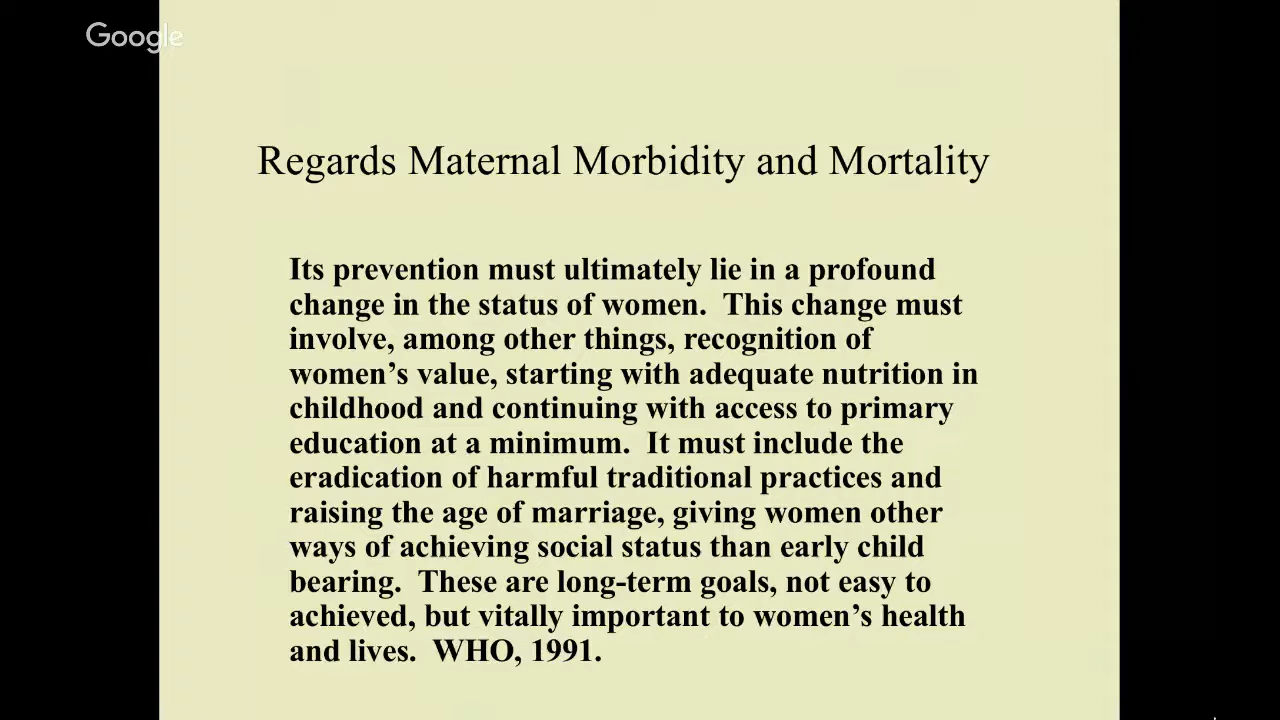 Google
Regards Maternal Morbidity and Mortality
Its prevention must ultimately lie in a profound
change in the status of women.  This change must
involve, among other things, recognition of
women’s value, starting with adequate nutrition in
childhood and continuing with access to primary
education at a minimum.  It must include the
eradication of harmful traditional practices and
raising the age of marriage, giving women other
ways of achieving social status than early child
bearing.  These are long-term goals, not easy to
achieved, but vitally important to women’s health
and lives.  WHO, 1991.